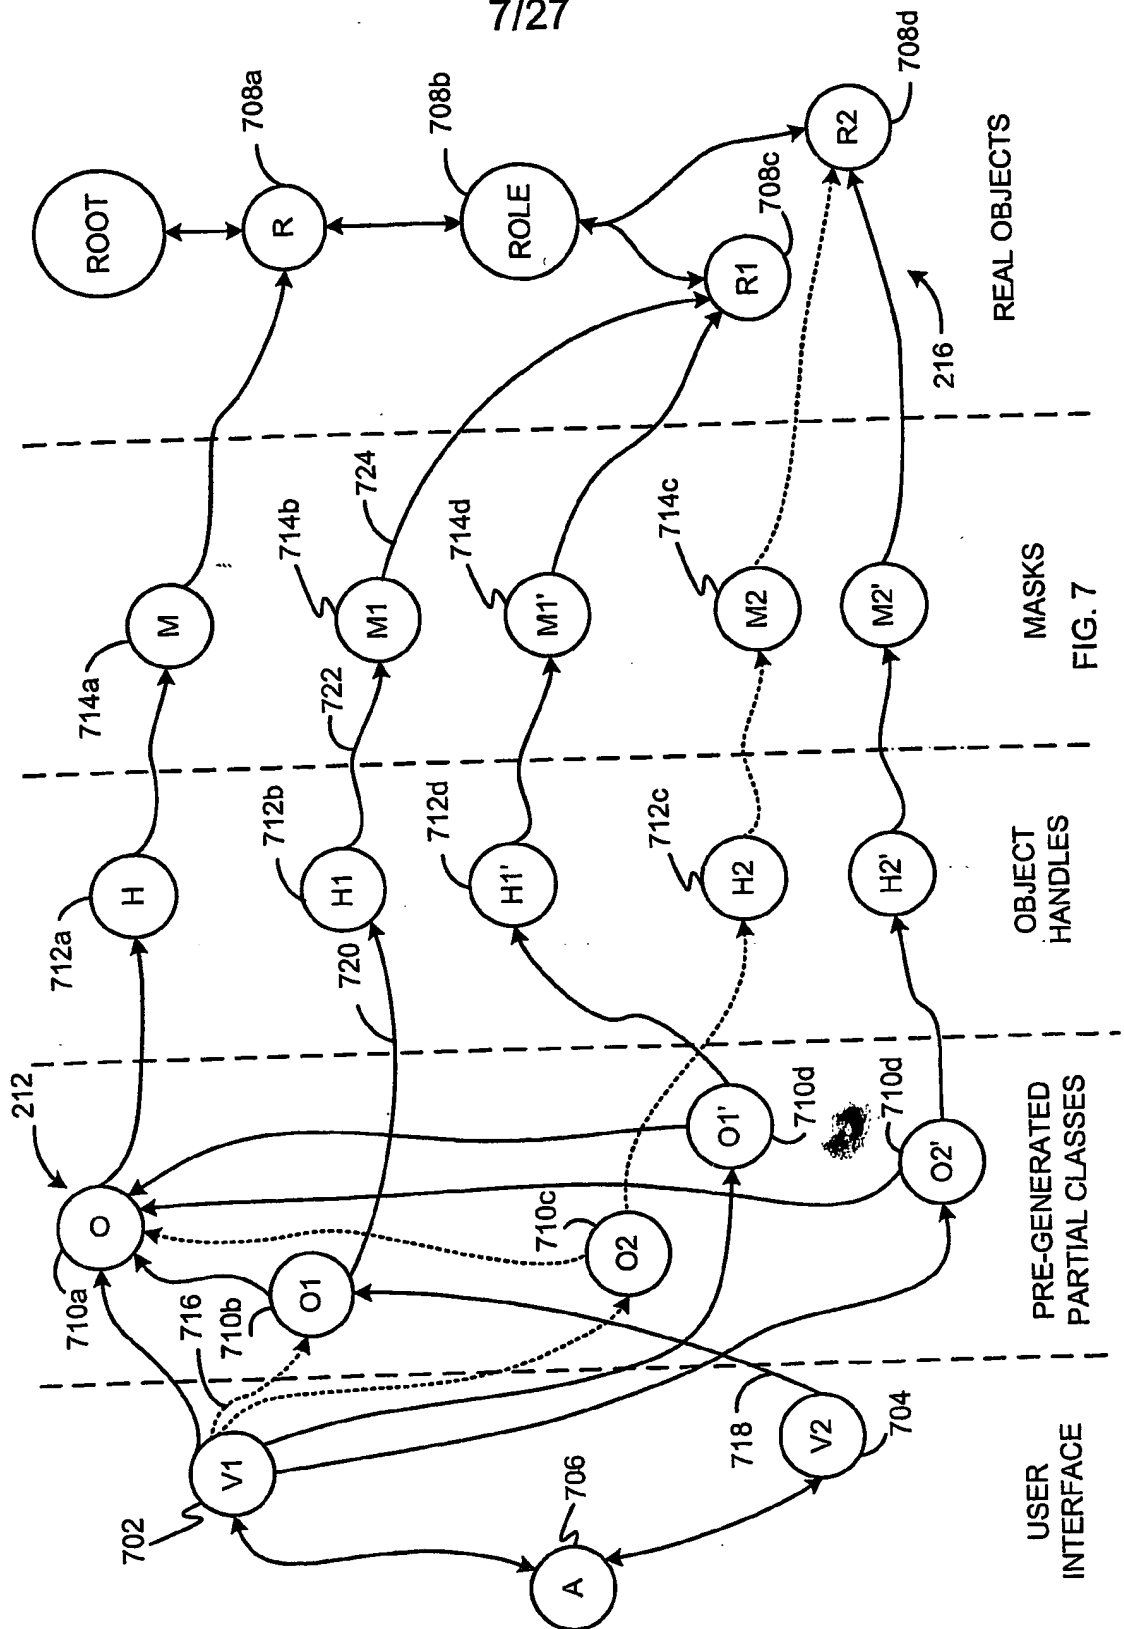 7/27
212
O
710a
716
710b
O1
710c
O2
O1'
710d
710d
O2'
PRE-GENERATED
PARTIAL CLASSES
702
V1
706
A
718
V2
704
USER
INTERFACE
712a
H
720
712b
H1
712d
H1'
712c
H2
H2'
OBJECT
HANDLES
714a
M
722
714b
M1
724
714d
M1'
714c
M2
M2'
MASKS
FIG. 7
ROOT
708a
R
708b
ROLE
R1
708c
R2
708d
216
REAL OBJECTS